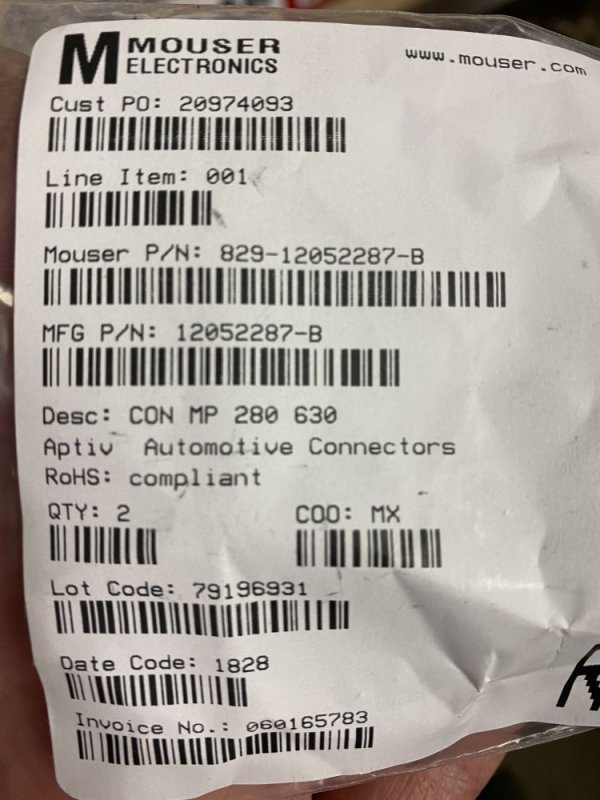 M MOUSER
ELECTRONICS
www.mouser.com
Cust PO: 20974093
Line Item: 001
Mouser P/N: 829-12052287-B
MFG P/N: 12052287-B
Desc: CON MP 280 630
Aptiv Automotive Connectors
RoHS: compliant
QTY: 2 COO: MX
Lot Code: 79196931
Date Code: 1828
Invoice No.: 060165783